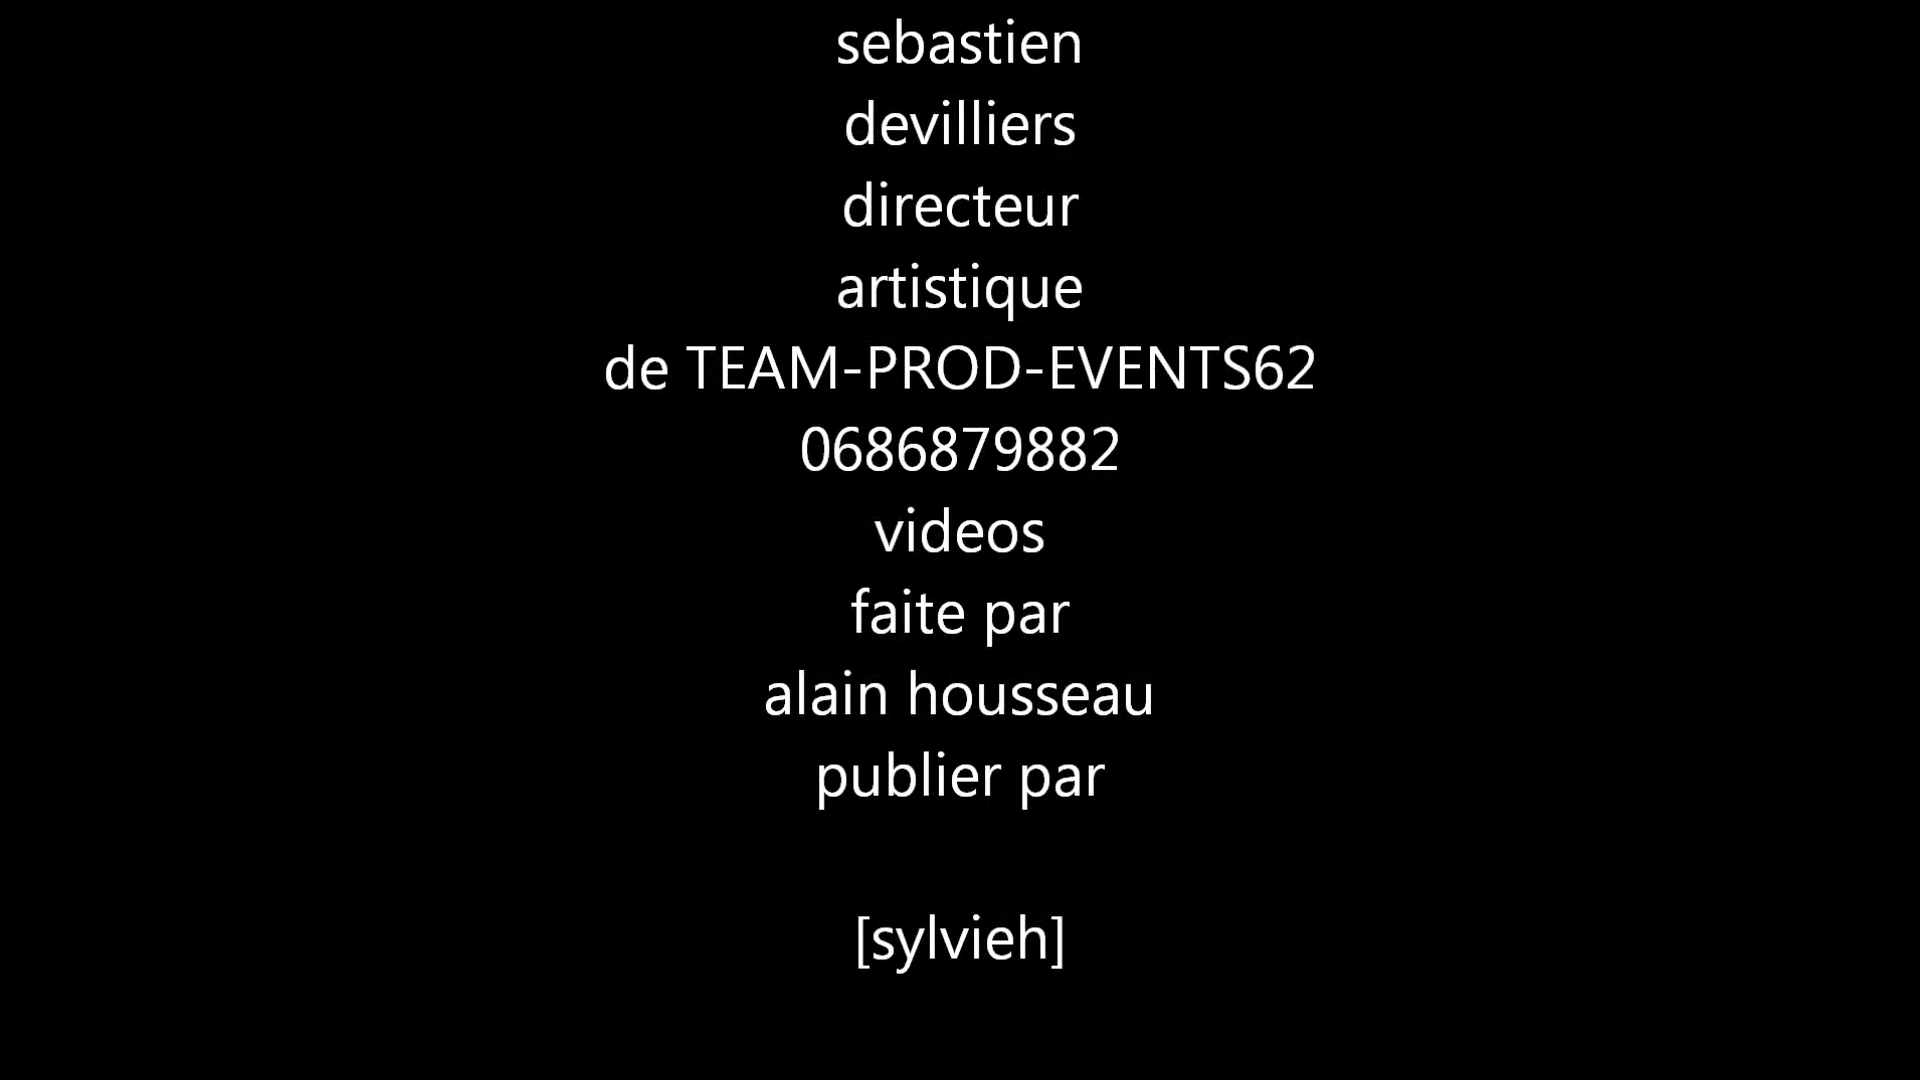 sebastien
devilliers
directeur
artistique
de TEAM-PROD-EVENTS62
0686879882
videos
faite par
alain housseau
publier par
[sylvieh]